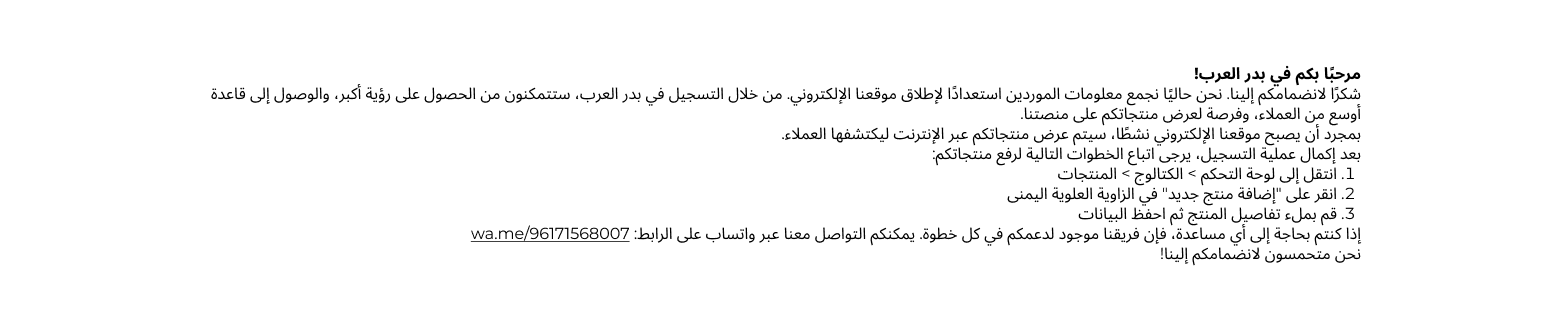 مرحبًا بكم في بدر العرب!
شكرًا لانضمامكم إلينا. نحن حاليًا نجمع معلومات الموردين استعدادًا لإطلاق موقعنا الإلكتروني. من خلال التسجيل في بدر العرب، ستتمكنون من الحصول على رؤية أكبر، والوصول إلى قاعدة
أوسع من العملاء، وفرصة لعرض منتجاتكم على منصتنا.
بمجرد أن يصبح موقعنا الإلكتروني نشطًا، سيتم عرض منتجاتكم عبر الإنترنت ليكتشفها العملاء.
بعد إكمال عملية التسجيل، يرجى اتباع الخطوات التالية لرفع منتجاتكم:
1. انتقل إلى لوحة التحكم > الكتالوج > المنتجات
2. انقر على "إضافة منتج جديد" في الزاوية العلوية اليمنى
3. قم بملء تفاصيل المنتج ثم احفظ البيانات
إذا كنتم بحاجة إلى أي مساعدة، فإن فريقنا موجود لدعمكم في كل خطوة. يمكنكم التواصل معنا عبر واتساب على الرابط: wa.me/96171568007
نحن متحمسون لانضمامكم إلينا!